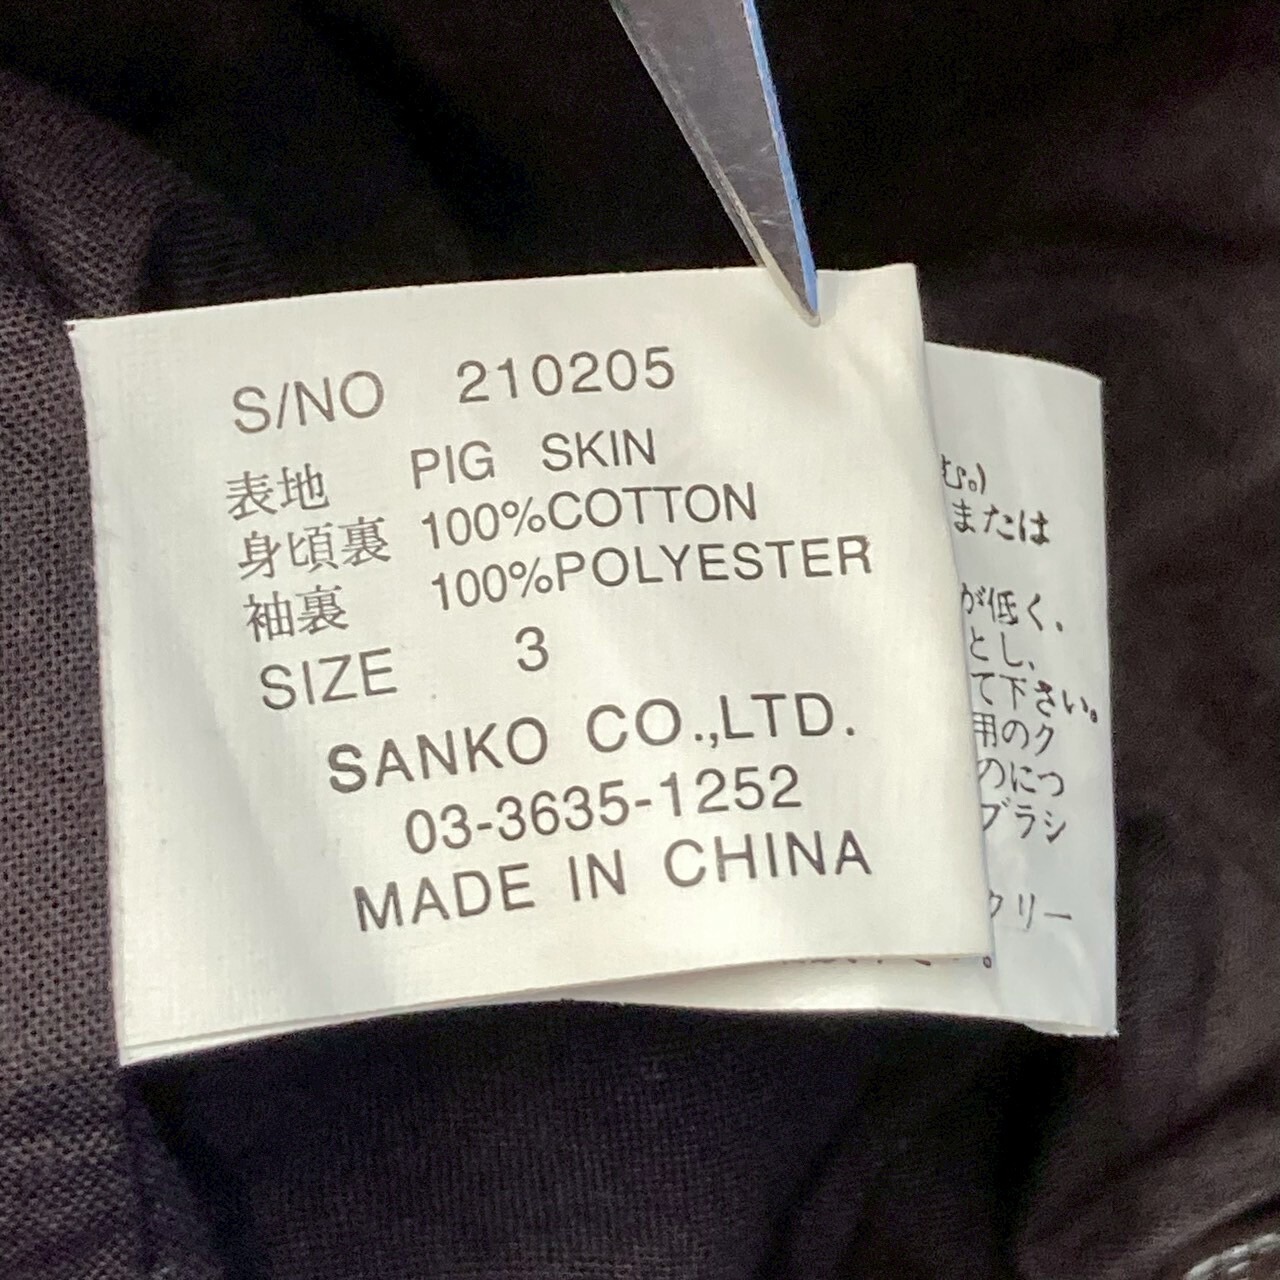 S/NO 210205
表地 PIG SKIN
身頃裏 100%COTTON
袖裏 100%POLYESTER
SIZE 3
SANKO CO.,LTD.
03-3635-1252
MADE IN CHINA
む。)
または
が低く、
とし、
て下さい。
用のク
のにつ
ブラシ
クリー